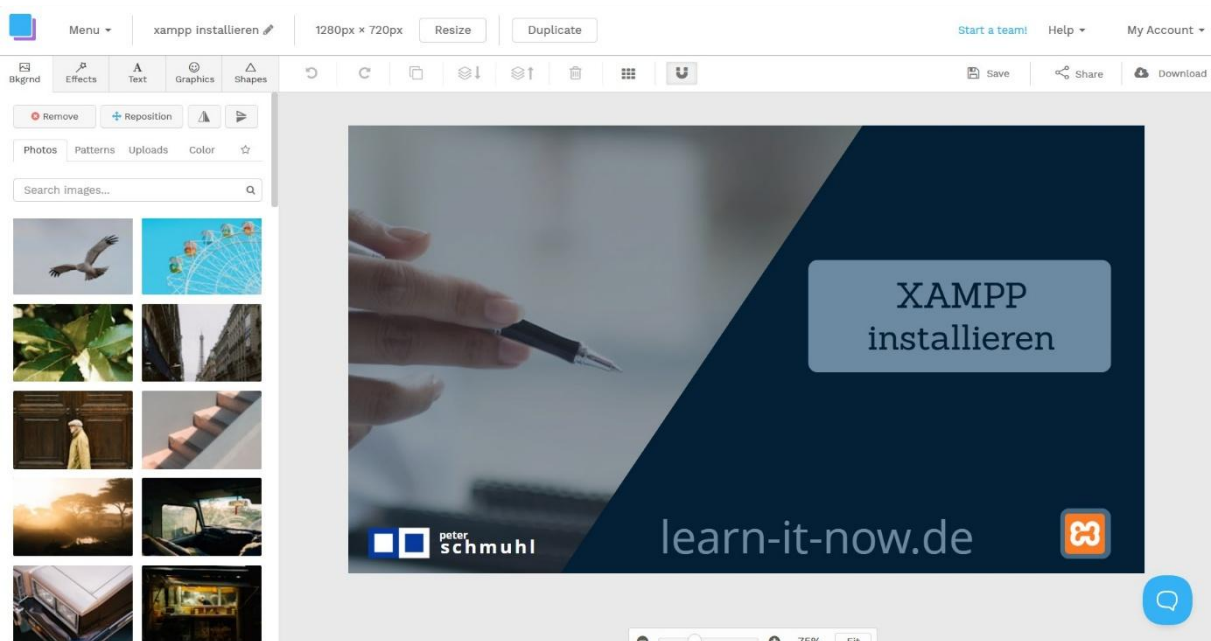 Menu
xampp installieren
1280px × 720px
Resize
Duplicate
Start a team!
Help
My Account
Bkgrnd
Effects
Text
Graphics
Shapes
Save
Share
Download
Remove
Reposition
Photos
Patterns
Uploads
Color
Search images...
XAMPP
installieren
peter
schmuhl
learn-it-now.de
75%
Fit